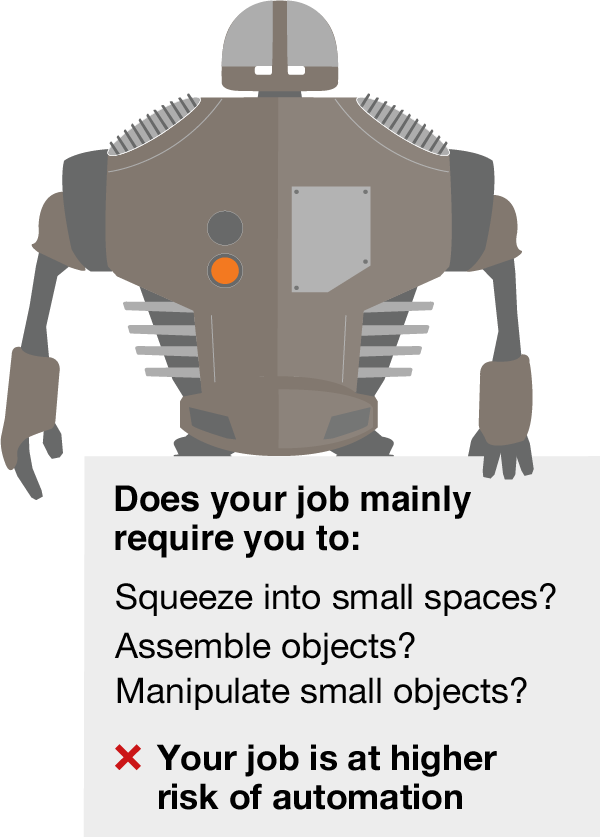 Does your job mainly
require you to:
Squeeze into small spaces?
Assemble objects?
Manipulate small objects?
Your job is at higher
risk of automation